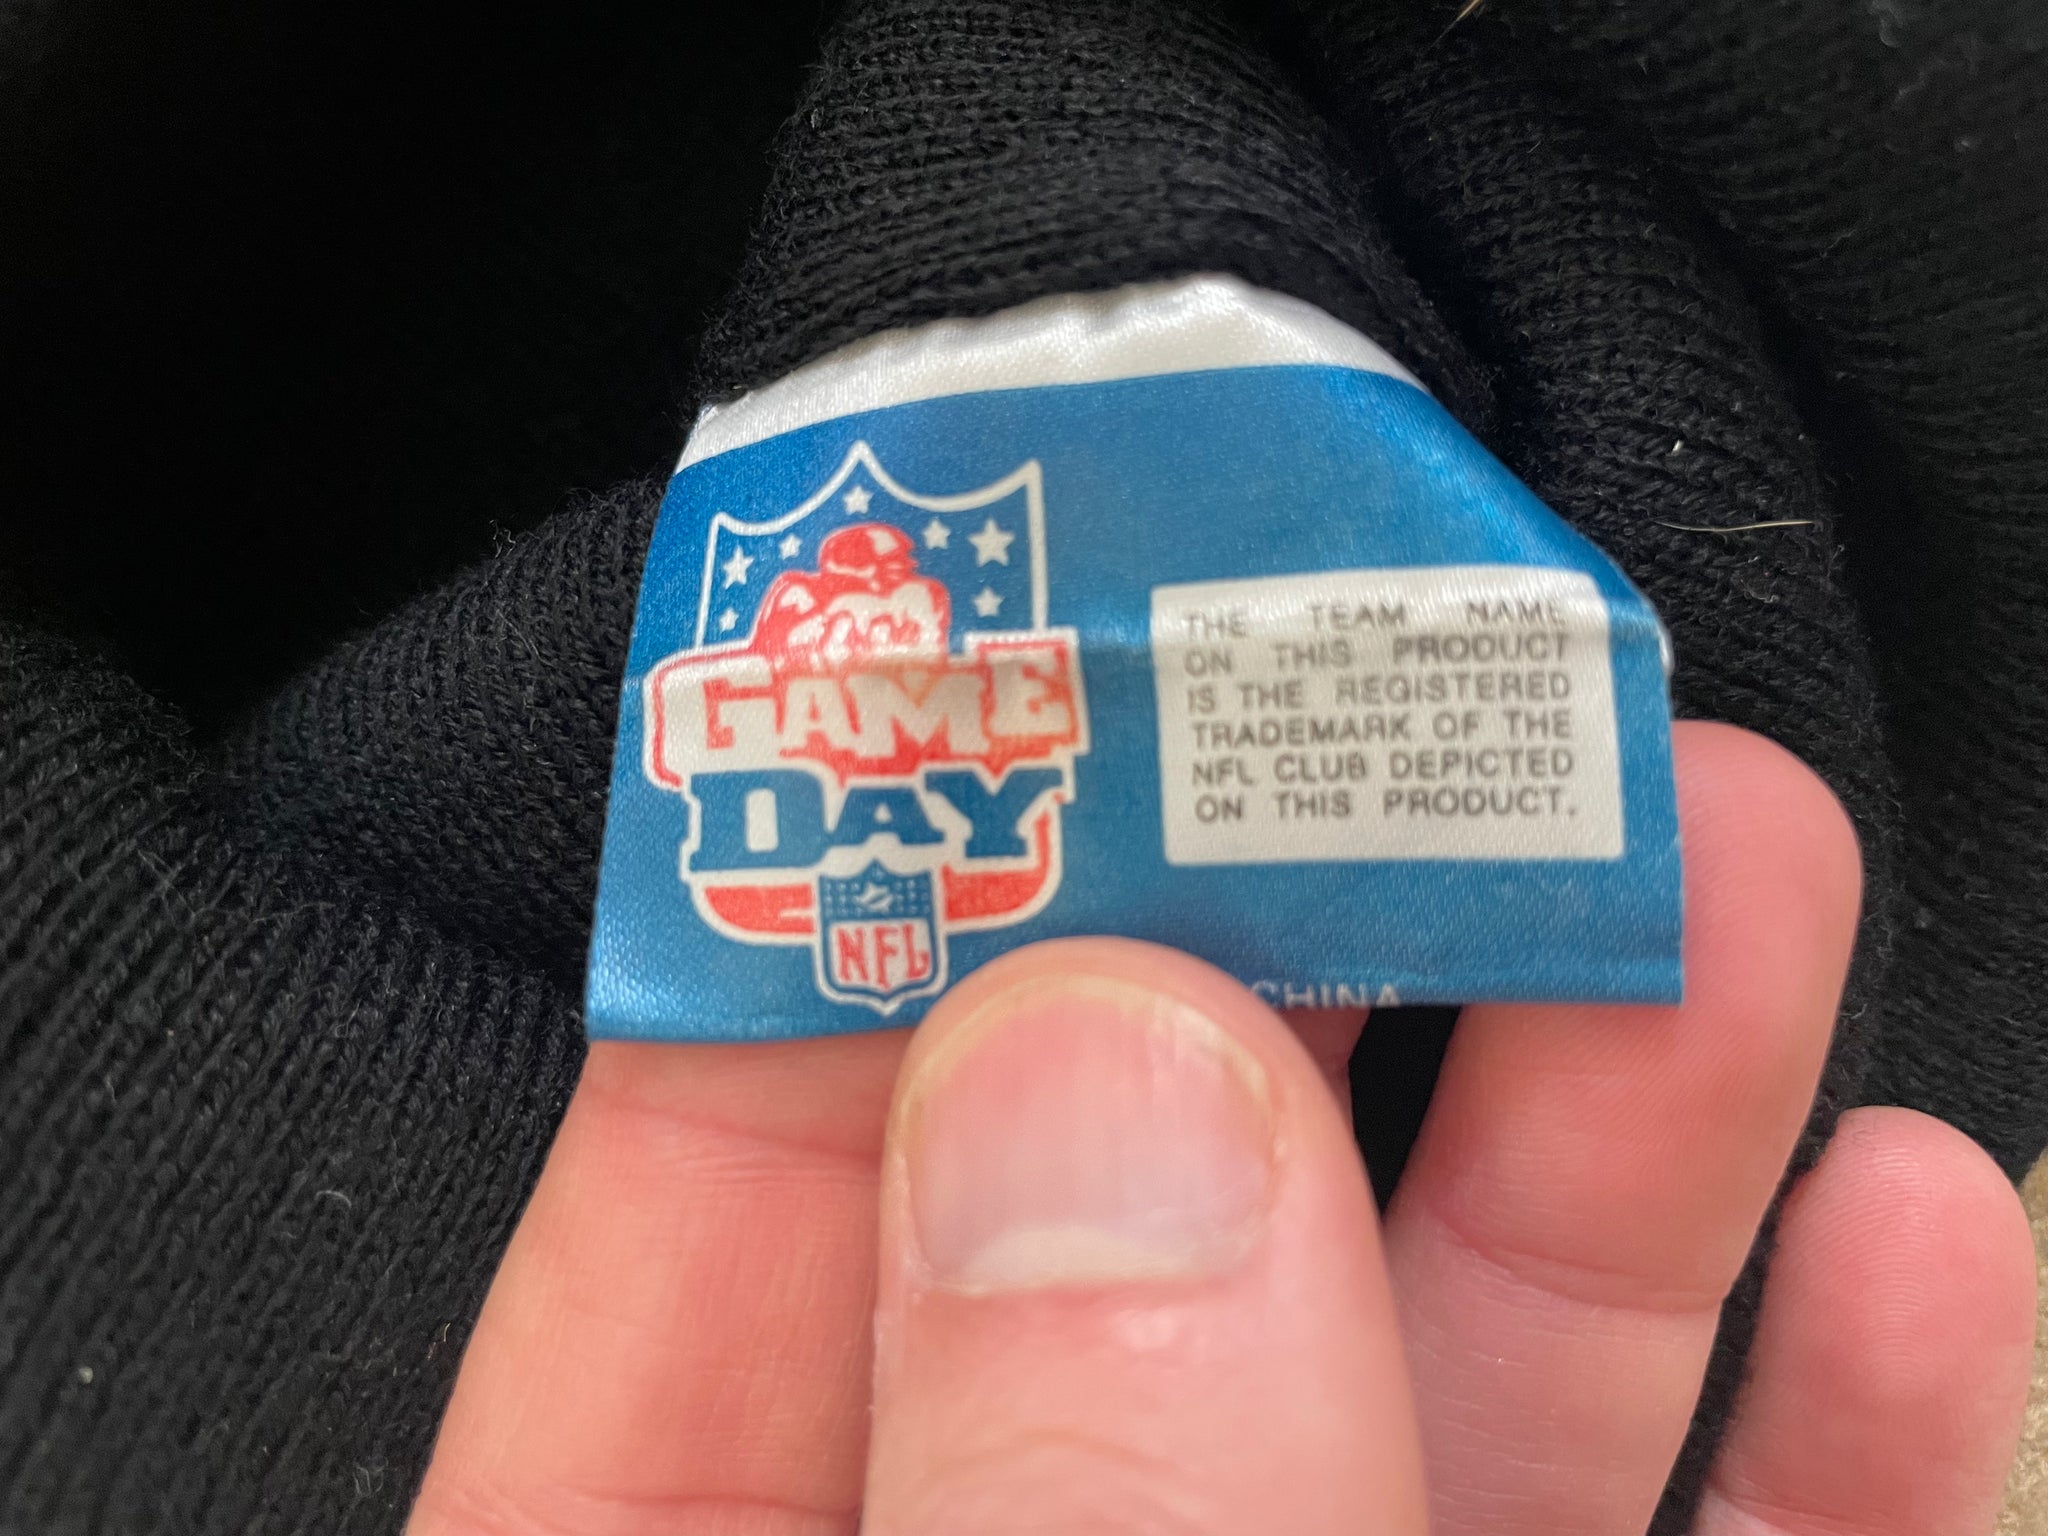 GAME
DAY
NFL
THE TEAM NAME
ON THIS PRODUCT
IS THE REGISTERED
TRADEMARK OF THE
NFL CLUB DEPICTED
ON THIS PRODUCT.
CHINA